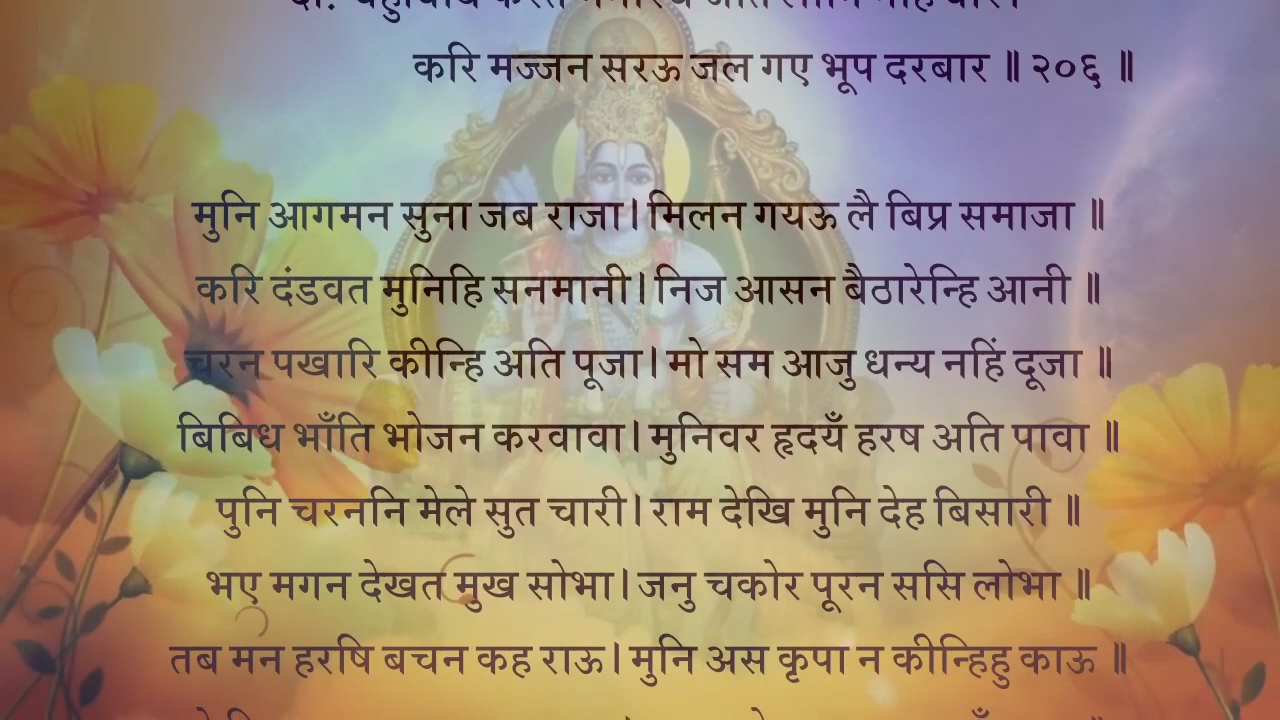 करि मज्जन सरऊ जल गए भूप दरबार ॥ २०६ ॥
मुनि आगमन सुना जब राजा। मिलन गयऊ लै बिप्र समाजा ॥
करि दंडवत मुनिहि सनमानी। निज आसन बैठारेन्हि आनी ॥
चरन पखारि कीन्हि अति पूजा। मो सम आजु धन्य नहिं दूजा ॥
बिबिध भाँति भोजन करवावा। मुनिवर हृदयँ हरष अति पावा ॥
पुनि चरननि मेले सुत चारी। राम देखि मुनि देह बिसारी ॥
भए मगन देखत मुख सोभा। जनु चकोर पूरन ससि लोभा ॥
तब मन हरषि बचन कह राऊ। मुनि अस कृपा न कीन्हिहु काऊ ॥